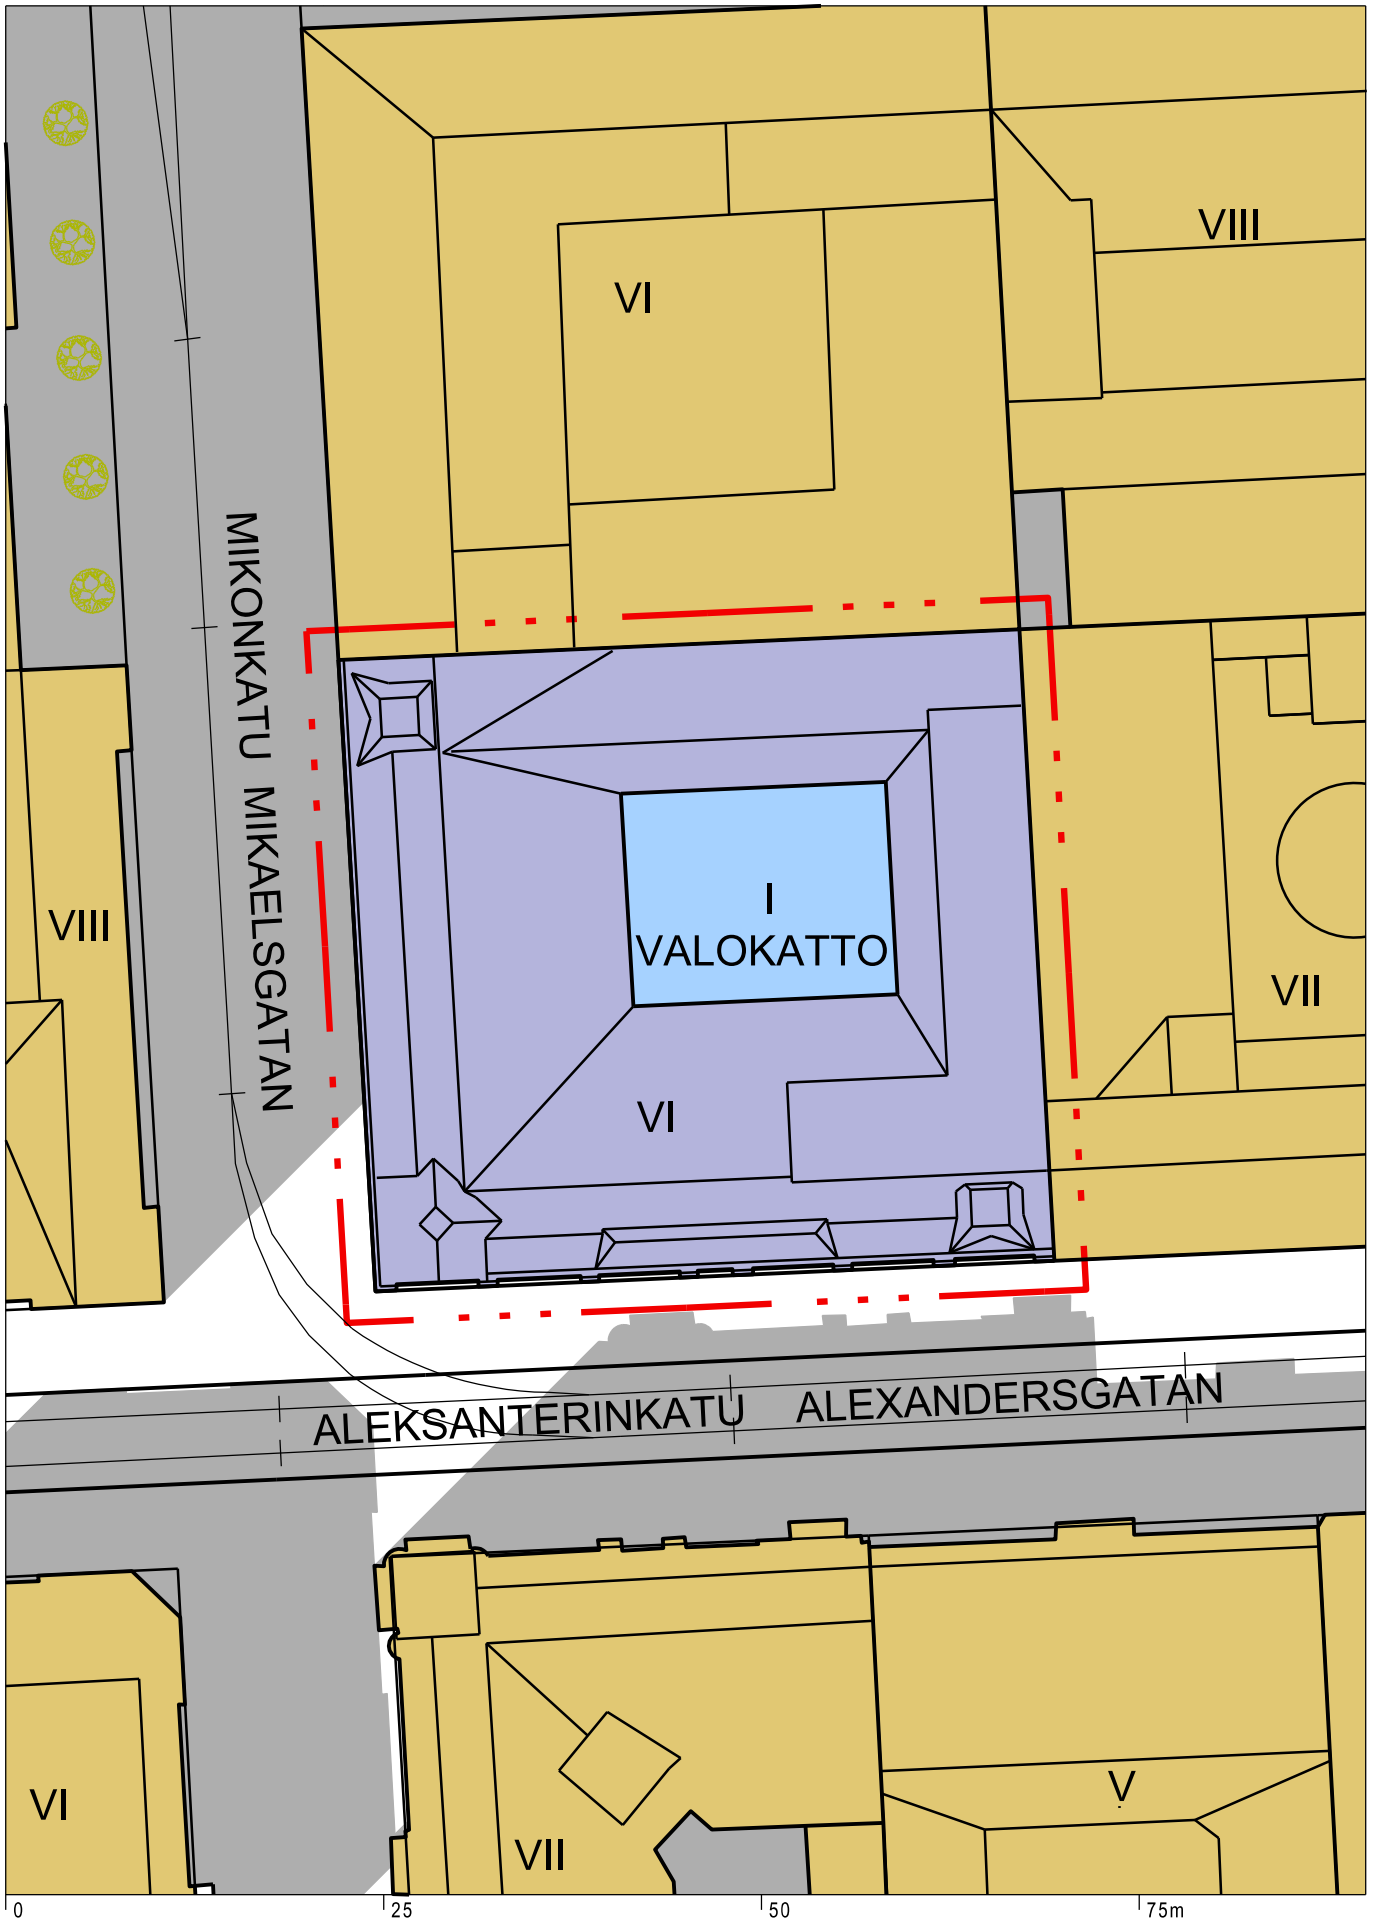 VIII
VI
MIKONKATU MIKAELSGATAN
I
VALOKATTO
VIII
VII
VI
ALEKSANTERINKATU ALEXANDERSGATAN
VI
VII
V
0 25 50 75m